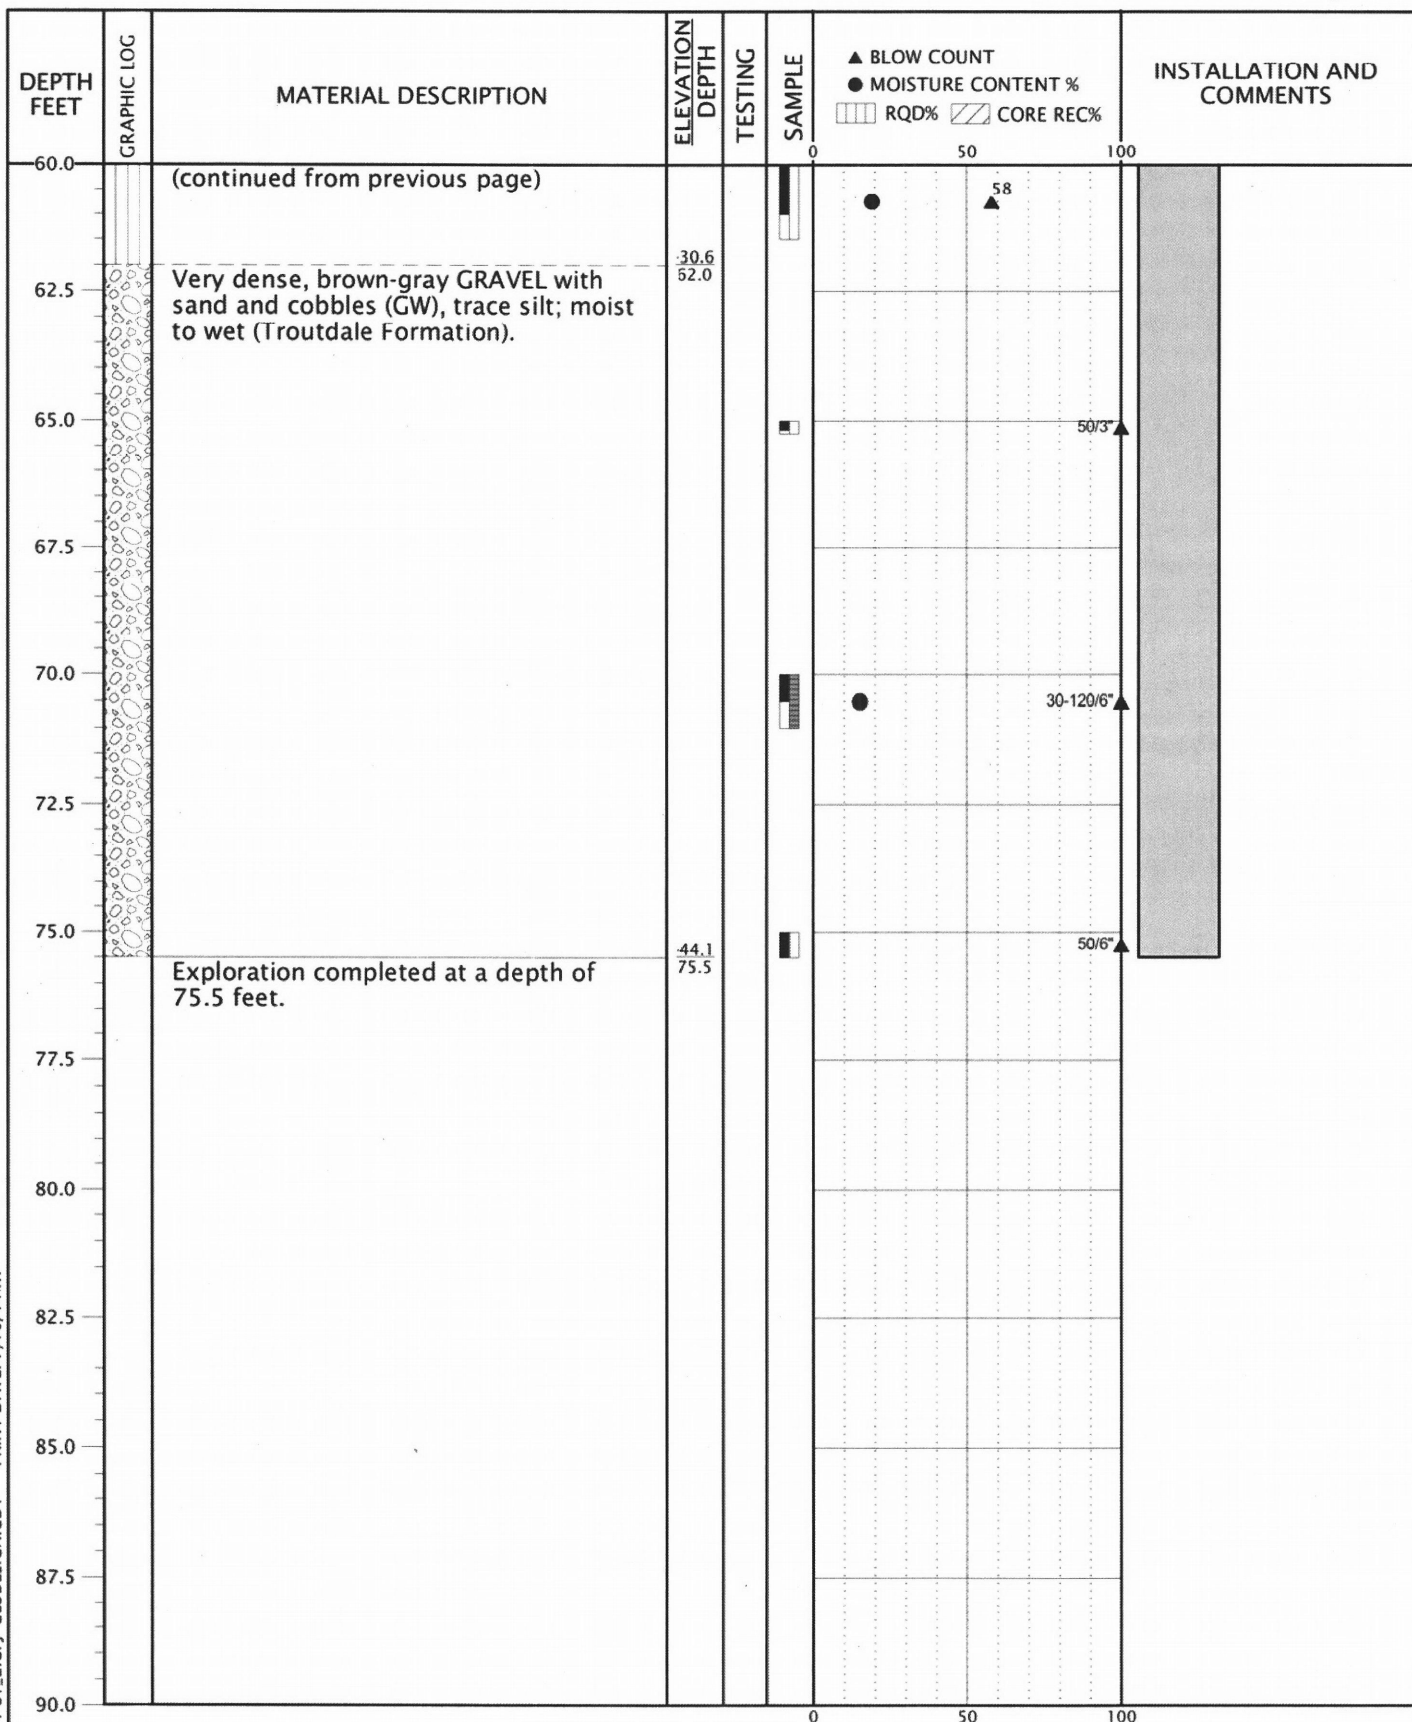 DEPTH
FEET
GRAPHIC LOG
MATERIAL DESCRIPTION
ELEVATION
DEPTH
TESTING
SAMPLE
▲ BLOW COUNT
● MOISTURE CONTENT %
RQD% CORE REC%
INSTALLATION AND
COMMENTS
0 50 100
60.0
(continued from previous page)
58
-30.6
62.0
Very dense, brown-gray GRAVEL with
sand and cobbles (GW), trace silt; moist
to wet (Troutdale Formation).
62.5
65.0
50/3"
67.5
70.0
30-120/6"
72.5
75.0
50/6"
-44.1
75.5
Exploration completed at a depth of
75.5 feet.
77.5
80.0
82.5
85.0
87.5
90.0
0 50 100